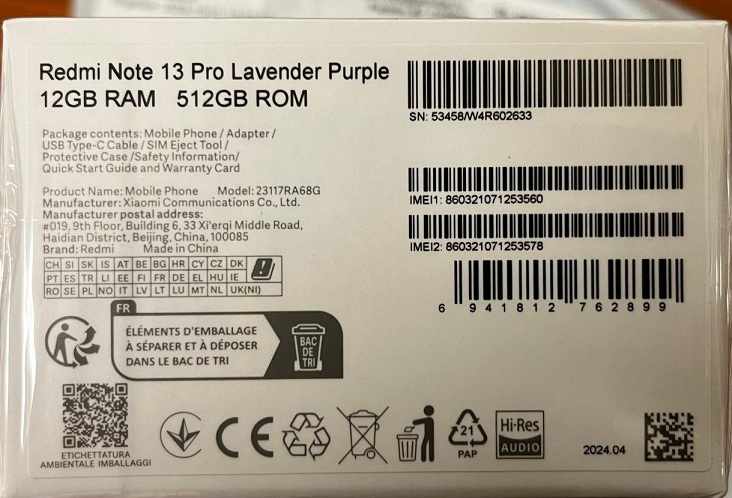 Redmi Note 13 Pro Lavender Purple
12GB RAM 512GB ROM
Package contents: Mobile Phone / Adapter /
USB Type-C Cable / SIM Eject Tool /
Protective Case /Safety Information/
Quick Start Guide and Warranty Card
Product Name: Mobile Phone Model: 23117RA68G
Manufacturer: Xiaomi Communications Co., Ltd.
Manufacturer postal address:
#019, 9th Floor, Building 6, 33 Xi'erqi Middle Road,
Haidian District, Beijing, China, 100085
Brand: Redmi Made in China
CH SI SK IS AT BE BG HR CY CZ DK
PT ES TR LI EE FI FR DE EL HU IE
RO SE PL NO IT LV LT LU MT NL UK(NI)
SN: 53458/W4R602633
IMEI1: 860321071253560
IMEI2: 860321071253578
6 941812 762899
FR
ÉLÉMENTS D'EMBALLAGE
À SÉPARER ET À DÉPOSER
DANS LE BAC DE TRI
BAC
DE
TRI
ETICHETTATURA
AMBIENTALE IMBALLAGGI
CE
21
PAP
Hi-Res
AUDIO
2024.04